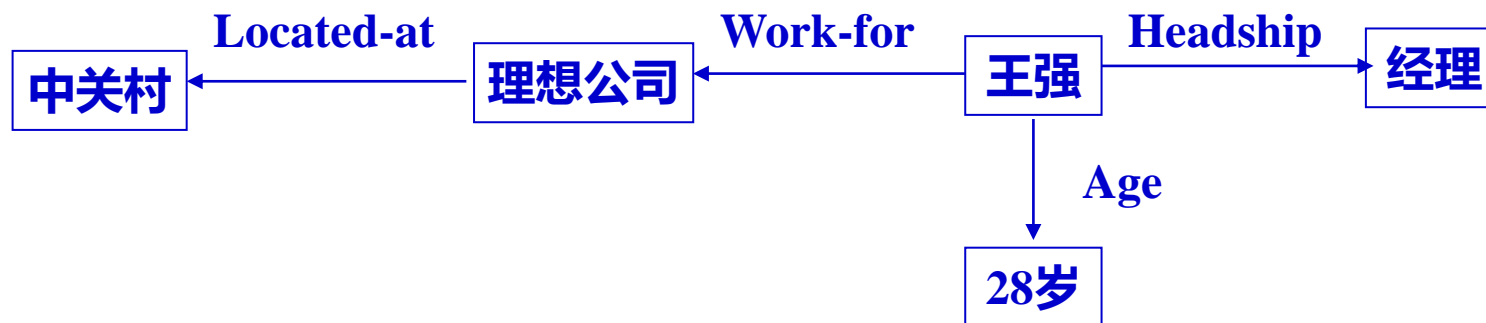 Located-at
Work-for
Headship
中关村
理想公司
王强
经理
Age
28岁